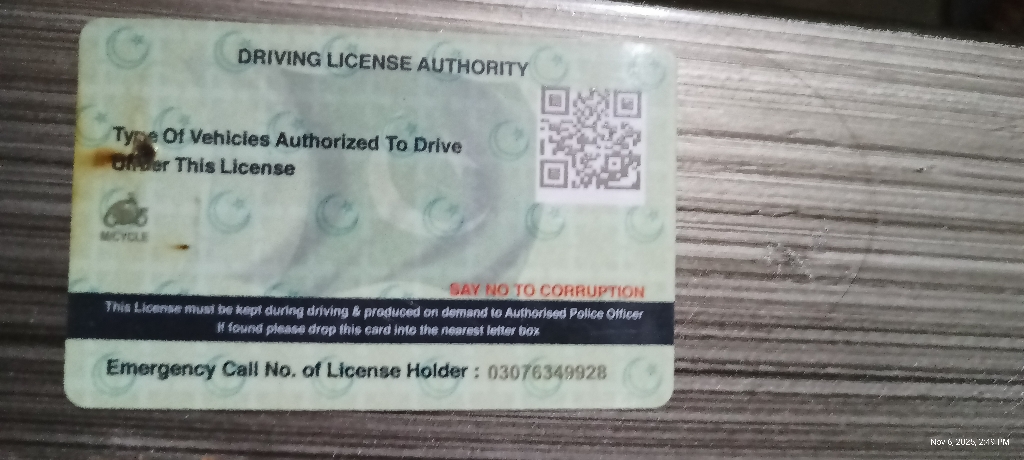 DRIVING LICENSE AUTHORITY
Type Of Vehicles Authorized To Drive
Under This License
SAY NO TO CORRUPTION
This License must be kept during driving & produced on demand to Authorised Police Officer
If found please drop this card into the nearest letter box
Emergency Call No. of License Holder : 03076349928
Nov 6, 2025, 2:49 PM